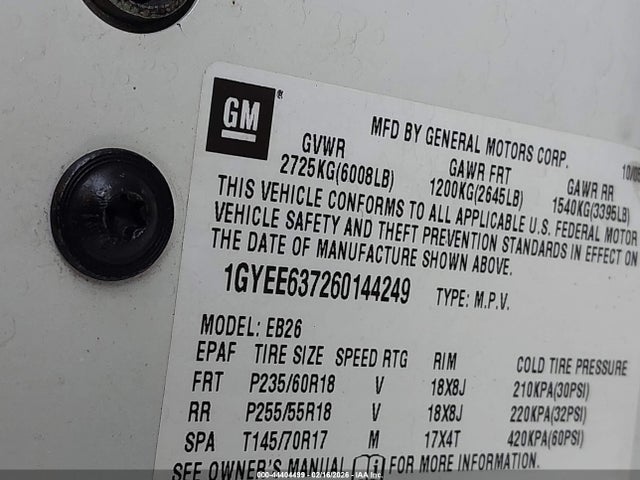 GM
MFD BY GENERAL MOTORS CORP. 10/05
GVWR GAWR FRT GAWR RR
2725KG(6008LB) 1200KG(2645LB) 1540KG(3395LB)
THIS VEHICLE CONFORMS TO ALL APPLICABLE U.S. FEDERAL MOTOR
VEHICLE SAFETY AND THEFT PREVENTION STANDARDS IN EFFECT ON
THE DATE OF MANUFACTURE SHOWN ABOVE.
1GYEE637260144249 TYPE: M.P.V.
MODEL: EB26
EPAF TIRE SIZE SPEED RTG RIM COLD TIRE PRESSURE
FRT P235/60R18 V 18X8J 210KPA(30PSI)
RR P255/55R18 V 18X8J 220KPA(32PSI)
SPA T145/70R17 M 17X4T 420KPA(60PSI)
SEE OWNER'S MANUAL FOR MORE INFORMATION.
000-44404499 - 02/16/2026 - IAAI.com